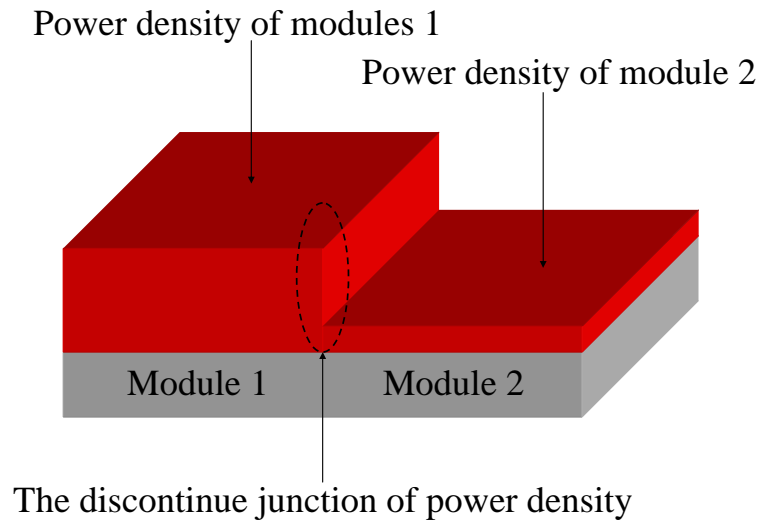 Power density of modules 1
Power density of module 2
Module 1
Module 2
The discontinue junction of power density